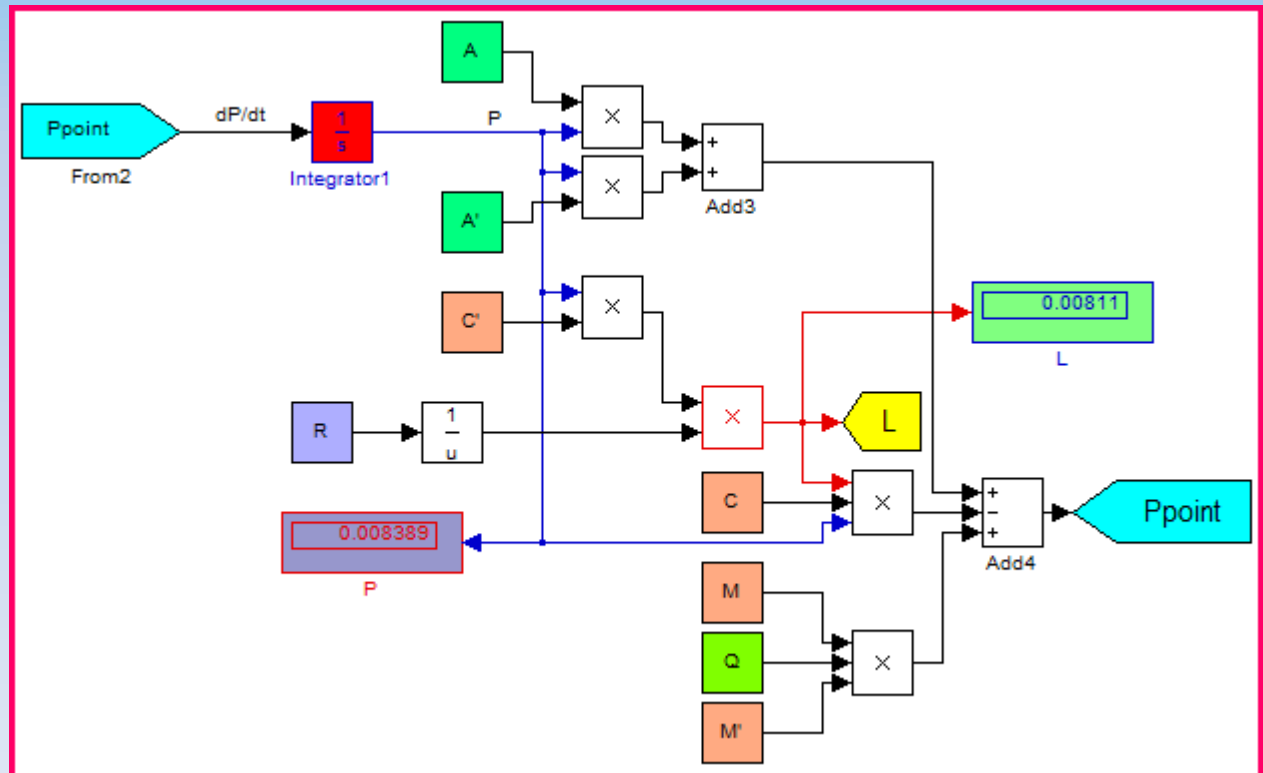 A
dP/dt
P
Ppoint
1
s
×
+
From2
Integrator1
×
+
A'
Add3
C'
×
0.00811
L
R
1
u
×
L
C
×
+
−
+
Ppoint
0.008389
P
Add4
M
Q
×
M'